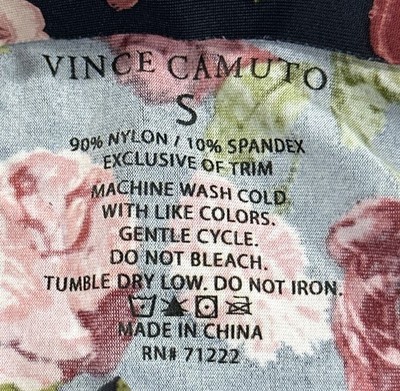 VINCE CAMUTO
S
90% NYLON / 10% SPANDEX
EXCLUSIVE OF TRIM
MACHINE WASH COLD
WITH LIKE COLORS.
GENTLE CYCLE.
DO NOT BLEACH.
TUMBLE DRY LOW. DO NOT IRON.
MADE IN CHINA
RN# 71222